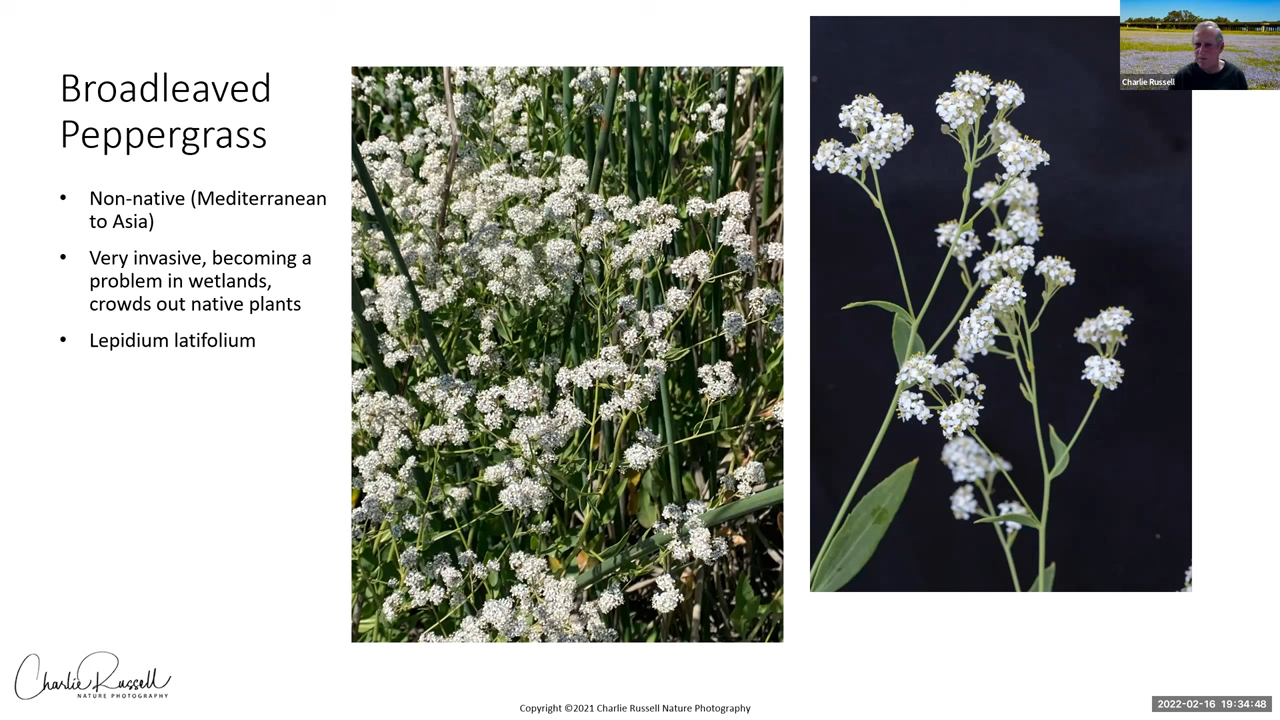 Broadleaved
Peppergrass
• Non-native (Mediterranean
to Asia)
• Very invasive, becoming a
problem in wetlands,
crowds out native plants
• Lepidium latifolium
Charlie Russell
Charlie Russell
NATURE PHOTOGRAPHY
Copyright ©2021 Charlie Russell Nature Photography
2022-02-16 19:34:48